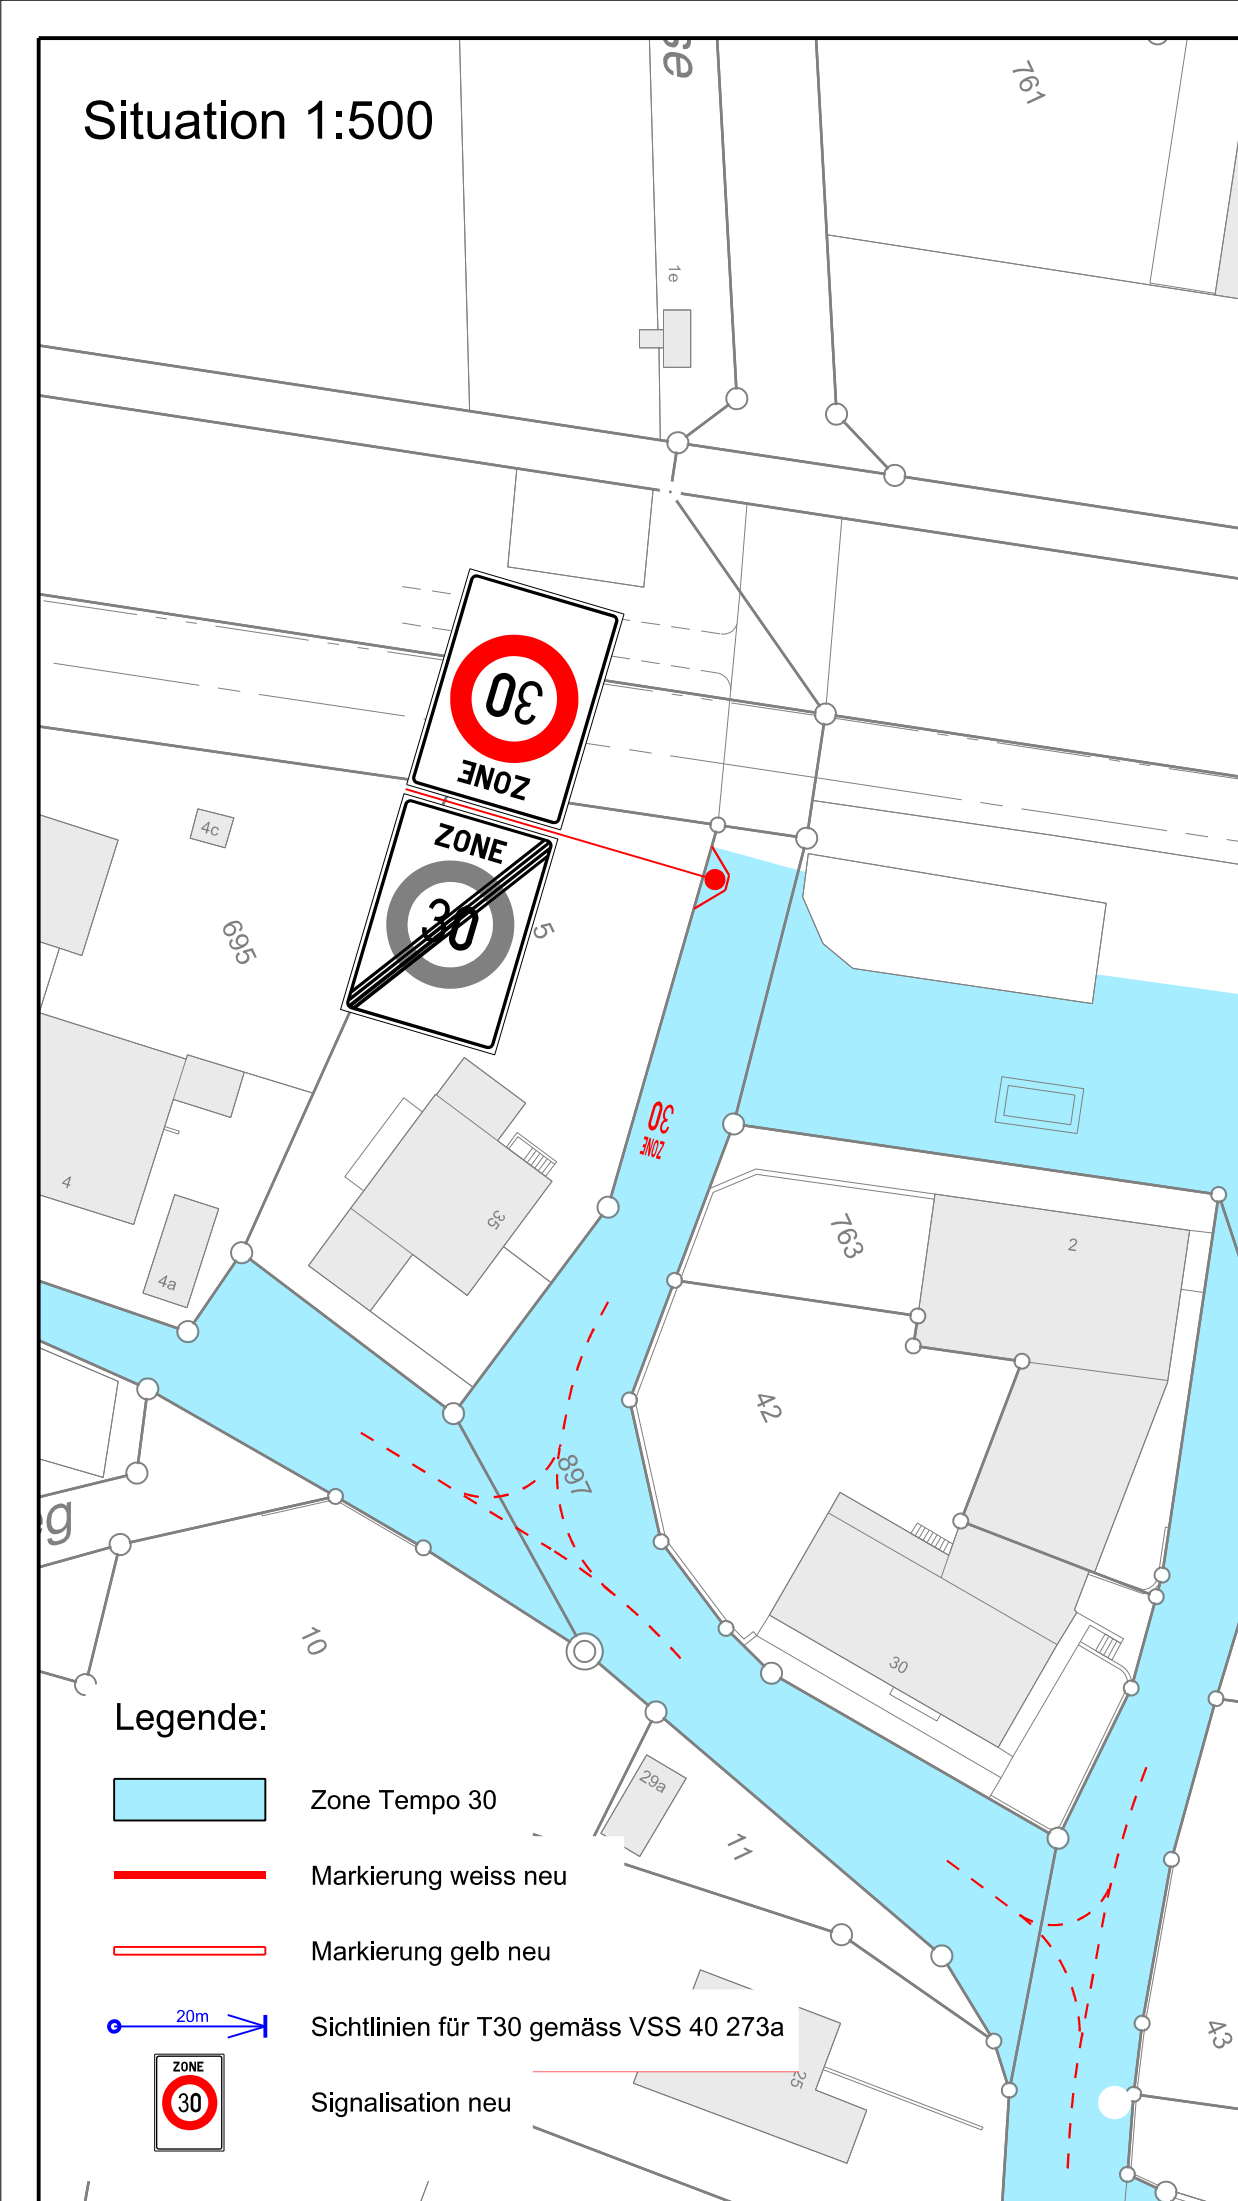 se
761
Situation 1:500
1e
30
ZONE
4c
ZONE
30
5
695
30
ZONE
4
35
763
2
4a
42
897
eg
10
30
Legende:
29a
Zone Tempo 30
11
Markierung weiss neu
Markierung gelb neu
20m
Sichtlinien für T30 gemäss VSS 40 273a
43
ZONE
30
25
Signalisation neu